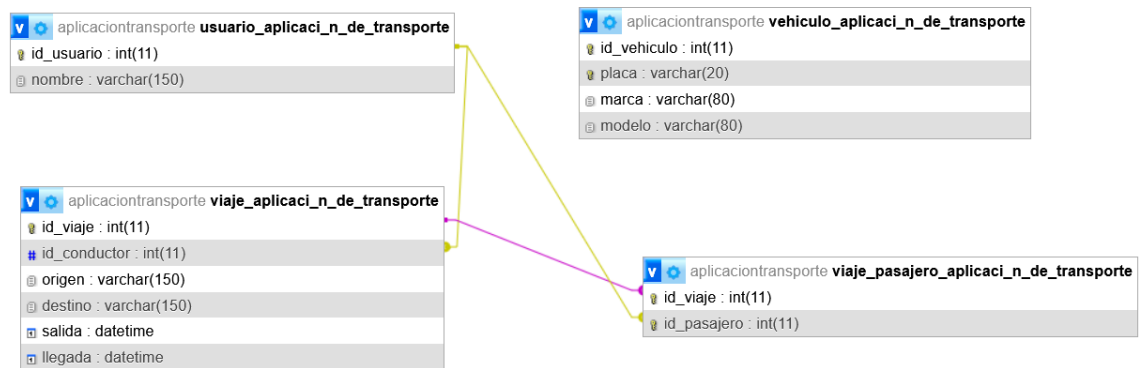 aplicaciontransporte usuario_aplicaci_n_de_transporte
id_usuario : int(11)
nombre : varchar(150)
aplicaciontransporte vehiculo_aplicaci_n_de_transporte
id_vehiculo : int(11)
placa : varchar(20)
marca : varchar(80)
modelo : varchar(80)
aplicaciontransporte viaje_aplicaci_n_de_transporte
id_viaje : int(11)
# id_conductor : int(11)
origen : varchar(150)
destino : varchar(150)
salida : datetime
llegada : datetime
aplicaciontransporte viaje_pasajero_aplicaci_n_de_transporte
id_viaje : int(11)
id_pasajero : int(11)